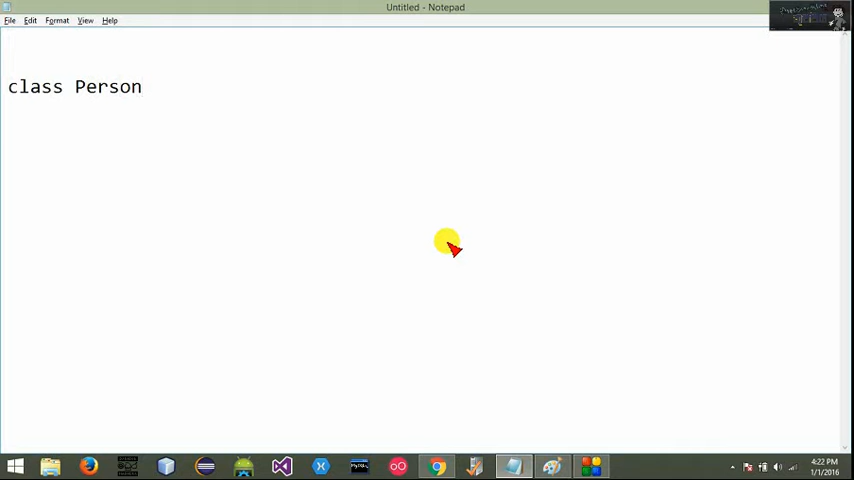 Untitled - Notepad
File Edit Format View Help
class Person
4:22 PM
1/1/2016